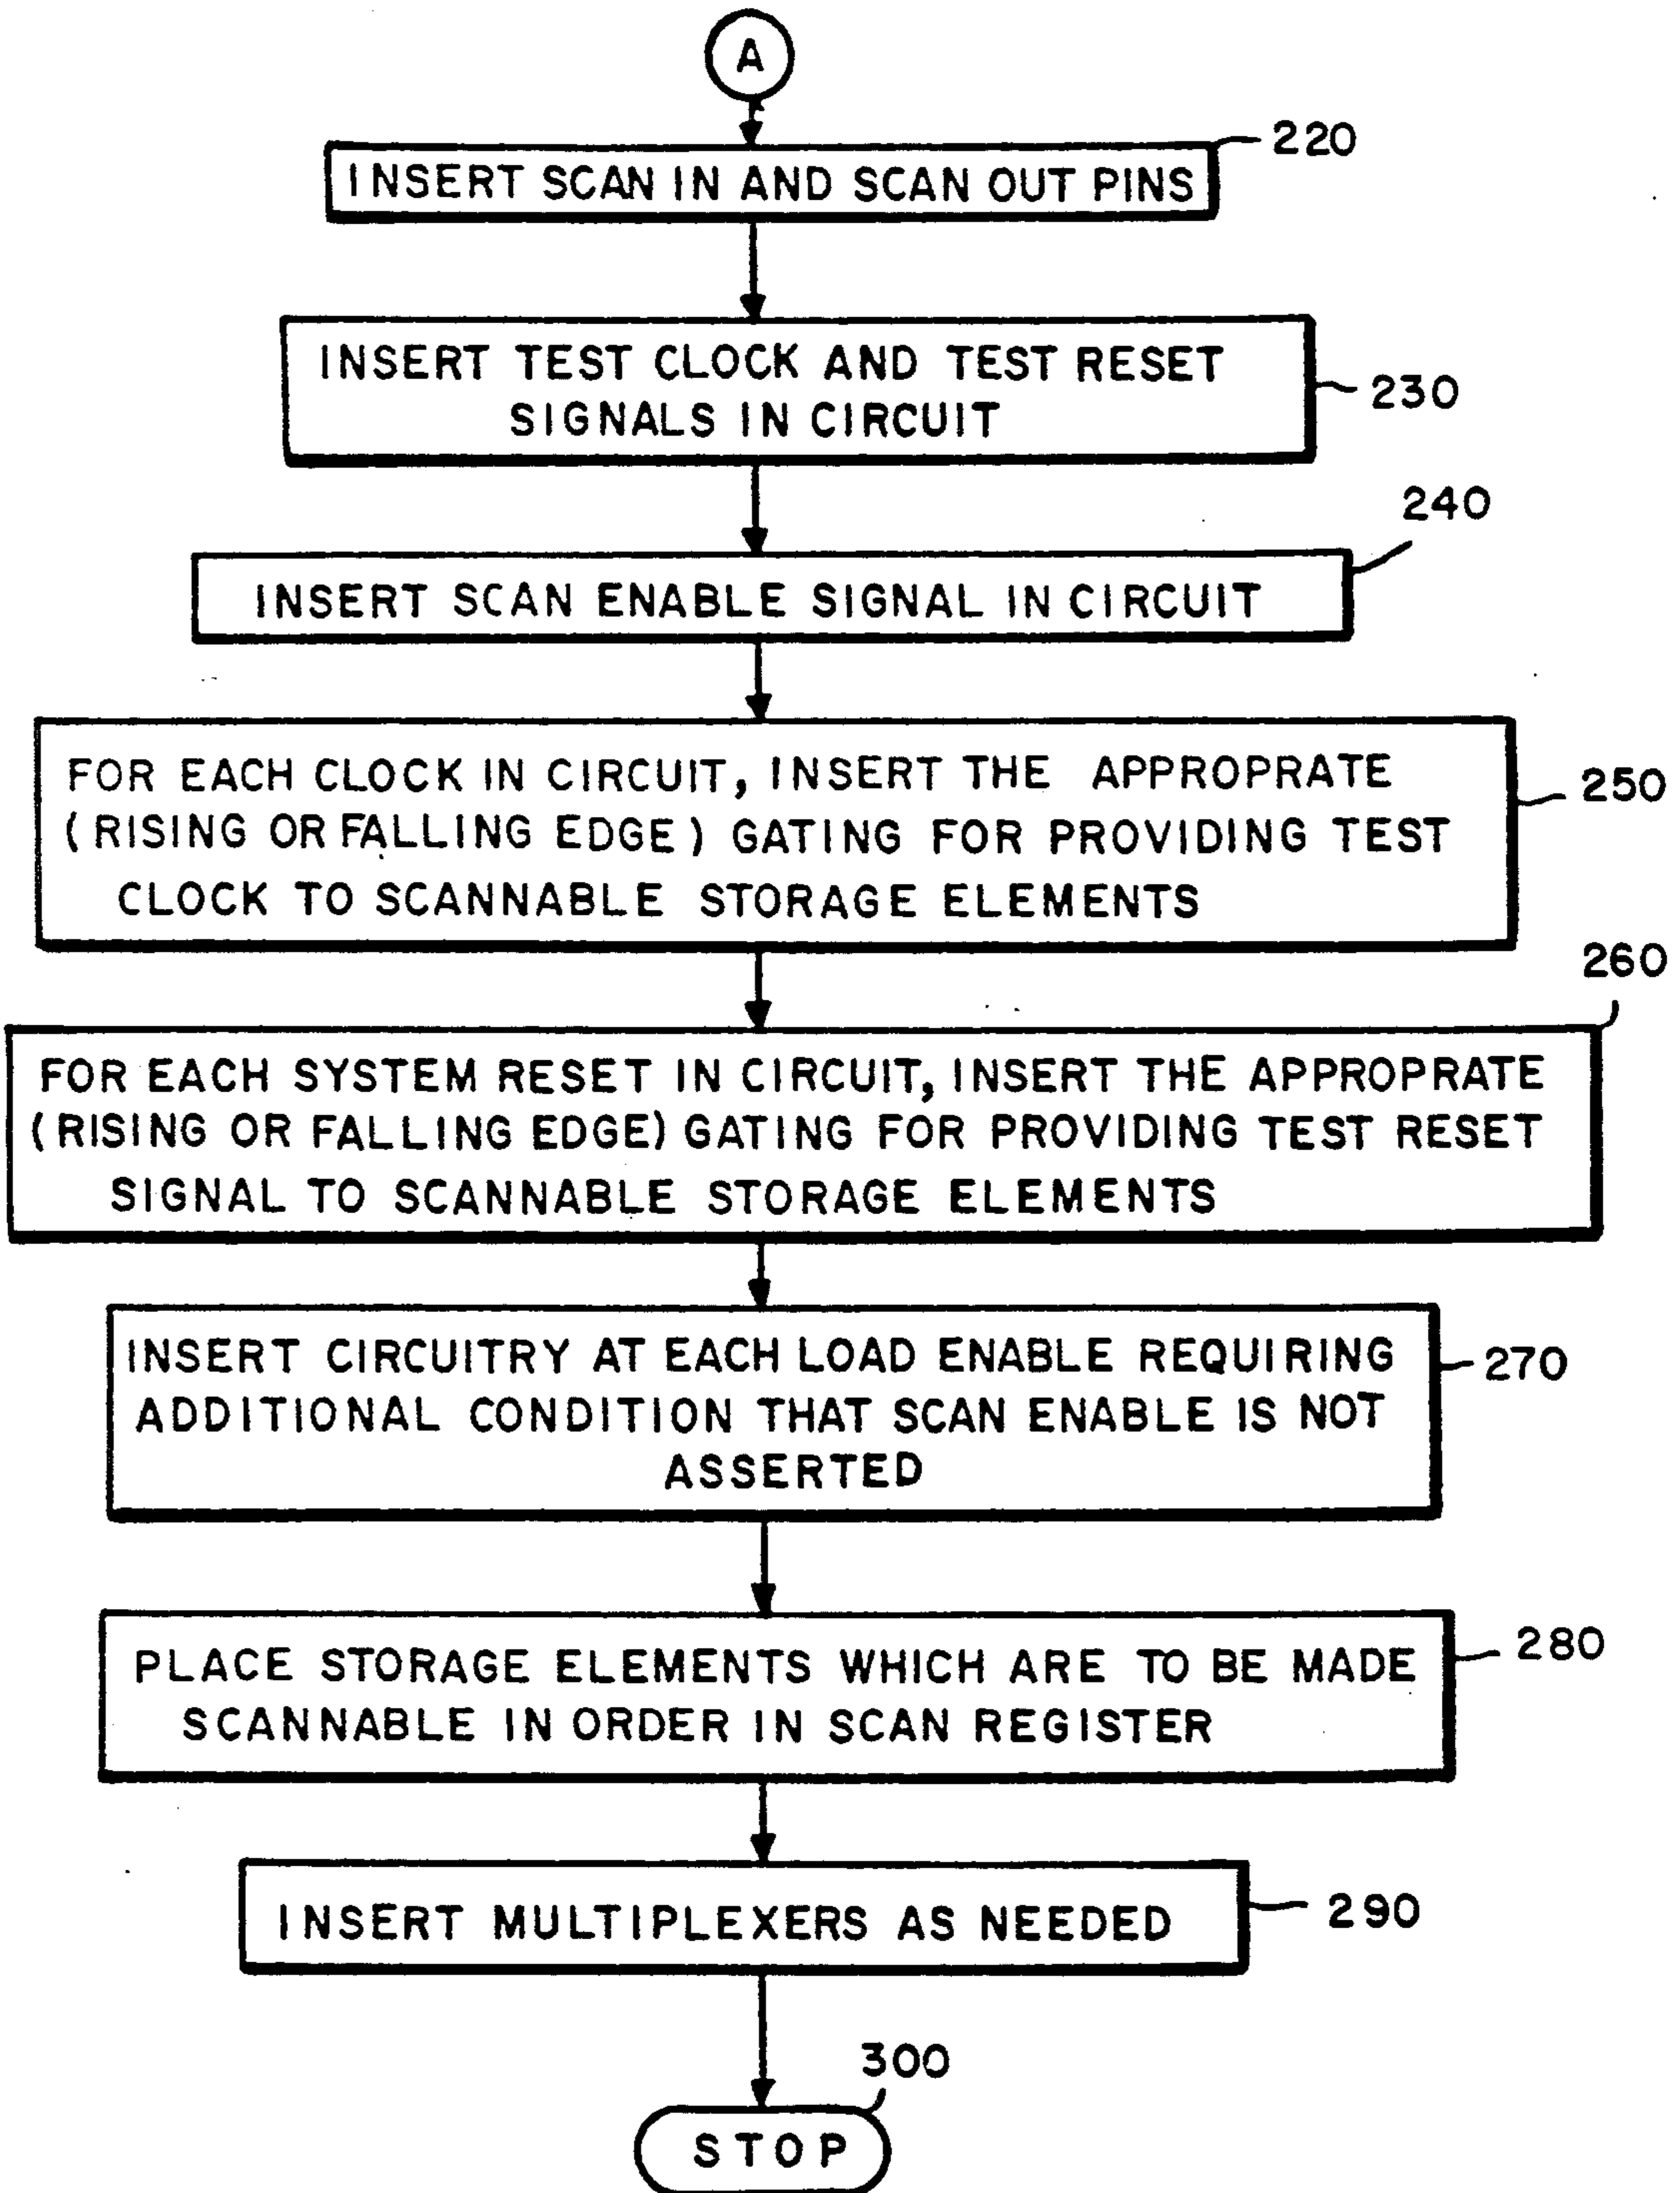 A
220
INSERT SCAN IN AND SCAN OUT PINS
INSERT TEST CLOCK AND TEST RESET
SIGNALS IN CIRCUIT
230
240
INSERT SCAN ENABLE SIGNAL IN CIRCUIT
FOR EACH CLOCK IN CIRCUIT, INSERT THE APPROPRATE
(RISING OR FALLING EDGE) GATING FOR PROVIDING TEST
CLOCK TO SCANNABLE STORAGE ELEMENTS
250
260
FOR EACH SYSTEM RESET IN CIRCUIT, INSERT THE APPROPRATE
(RISING OR FALLING EDGE) GATING FOR PROVIDING TEST RESET
SIGNAL TO SCANNABLE STORAGE ELEMENTS
INSERT CIRCUITRY AT EACH LOAD ENABLE REQUIRING
ADDITIONAL CONDITION THAT SCAN ENABLE IS NOT
ASSERTED
270
PLACE STORAGE ELEMENTS WHICH ARE TO BE MADE
SCANNABLE IN ORDER IN SCAN REGISTER
280
INSERT MULTIPLEXERS AS NEEDED
290
300
STOP